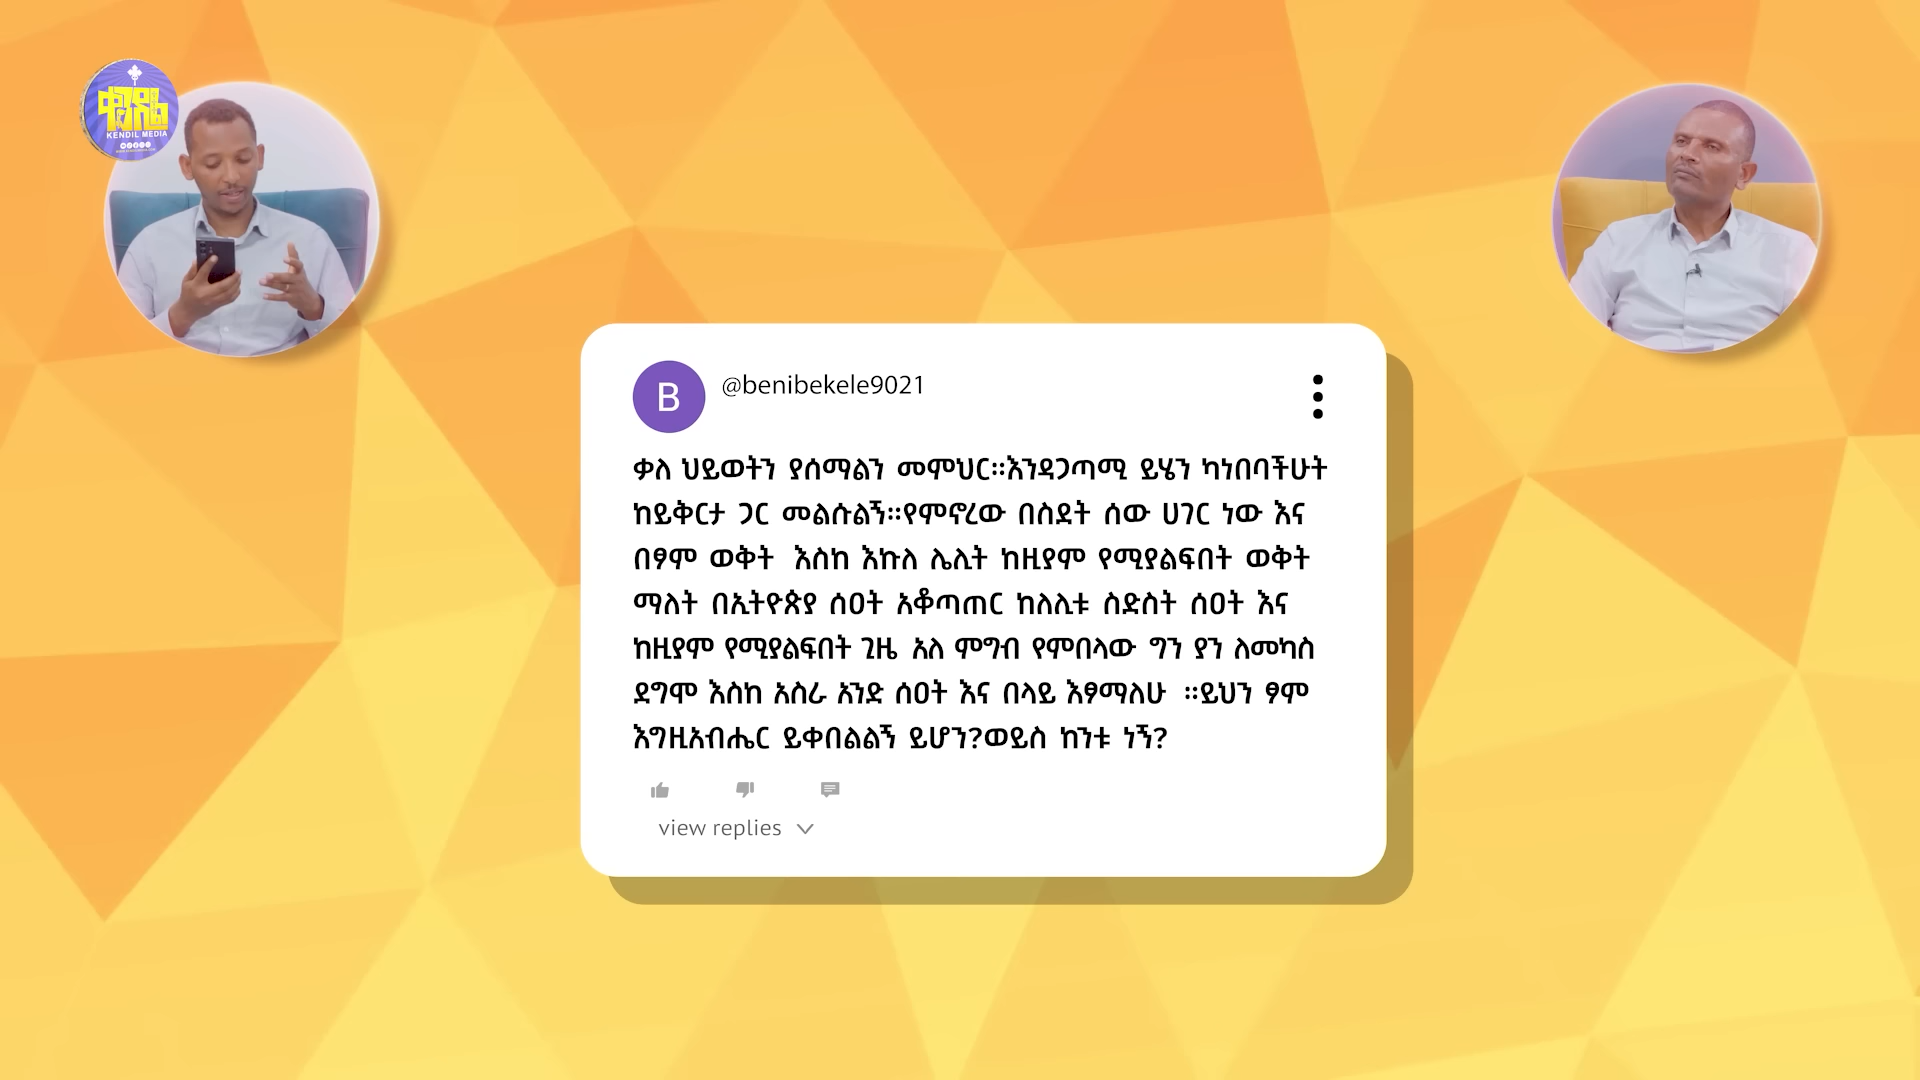 ቀንዲል
KENDIL MEDIA
@benibekele9021
B
ቃለ ህይወትን ያሰማልን መምህር።እንዳጋጣሚ ይሄን ካነበባችሁት
ከይቅርታ ጋር መልሱልኝ።የምኖረው በስደት ሰው ሀገር ነው እና
በፃም ወቅት እስከ እኩለ ሌሊት ከዚያም የሚያልፍበት ወቅት
ማለት በኢትዮጵያ ሰዐት አቆጣጠር ከለሊቱ ስድስት ሰዐት እና
ከዚያም የሚያልፍበት ጊዜ አለ ምግብ የምበላው ግን ያን ለመካስ
ደግሞ እስከ አስራ አንድ ሰዐት እና በላይ እፃማለሁ ።ይህን ፃም
እግዚአብሔር ይቀበልልኝ ይሆን?ወይስ ከንቱ ነኝ?
view replies